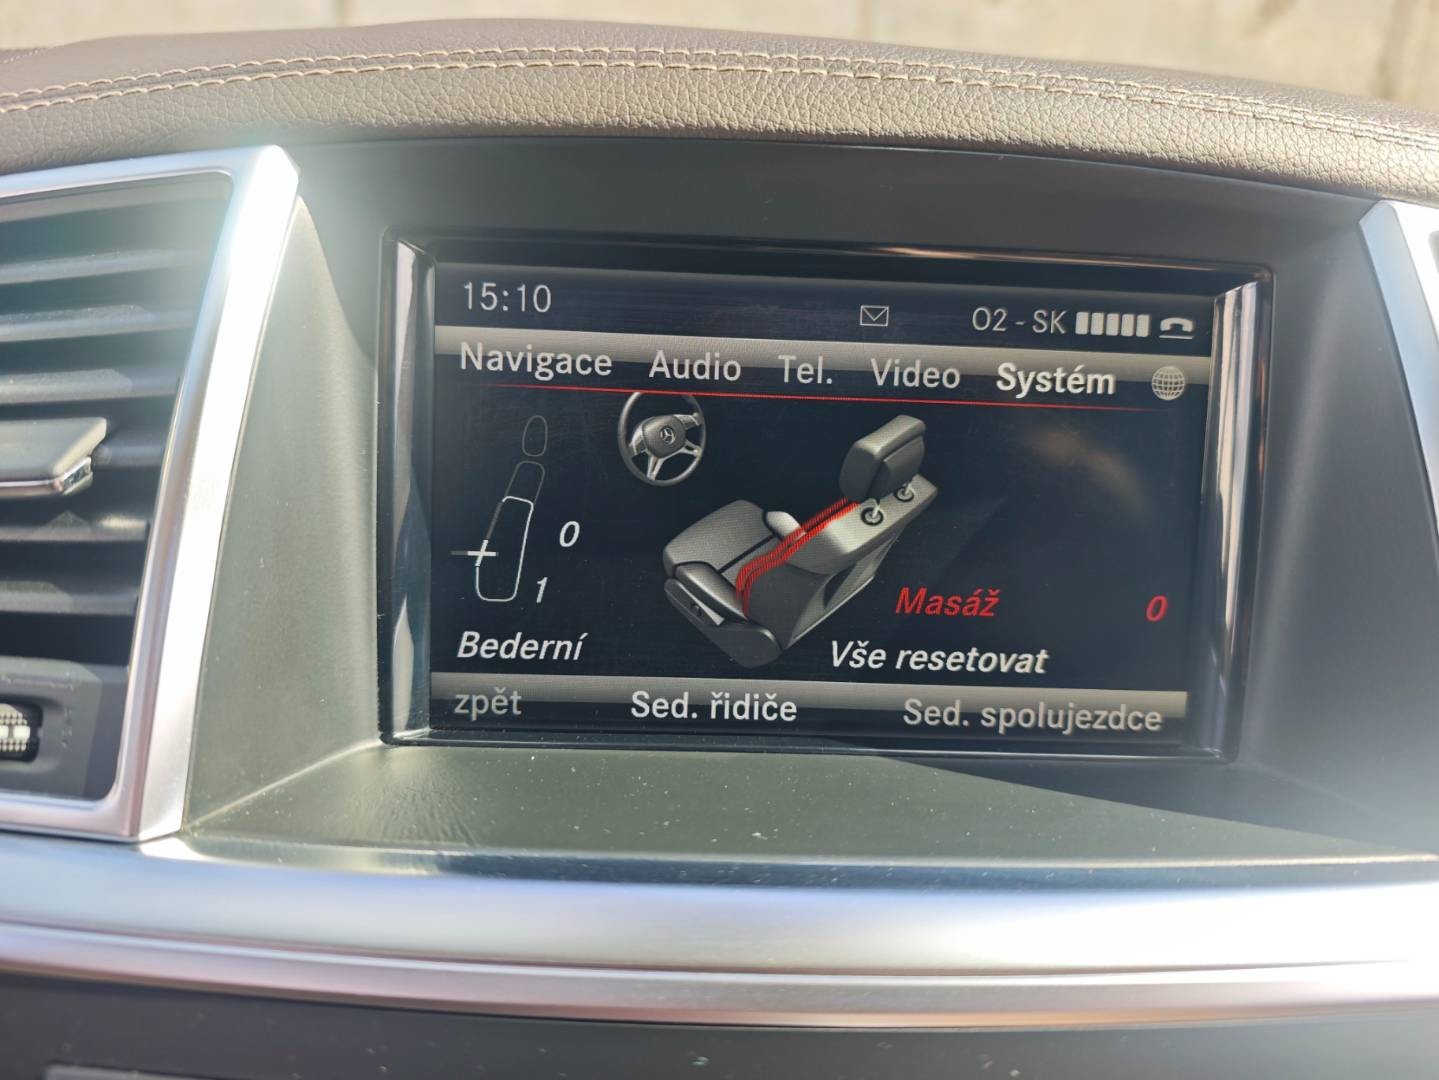 15:10 O2 - SK
Navigace Audio Tel. Video Systém
0
1
Masáž 0
Bederní Vše resetovat
zpět Sed. řidiče Sed. spolujezdce